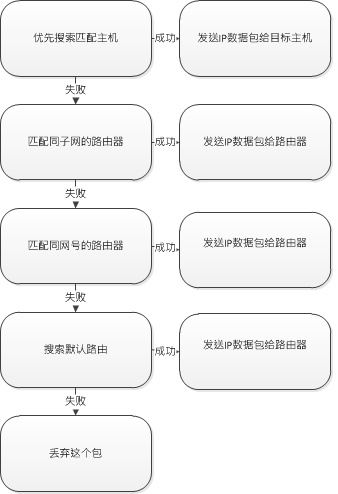 优先搜索匹配主机
成功
发送IP数据包给目标主机
失败
匹配同子网的路由器
成功
发送IP数据包给路由器
失败
匹配同网号的路由器
成功
发送IP数据包给路由器
失败
搜索默认路由
成功
发送IP数据包给路由器
失败
丢弃这个包